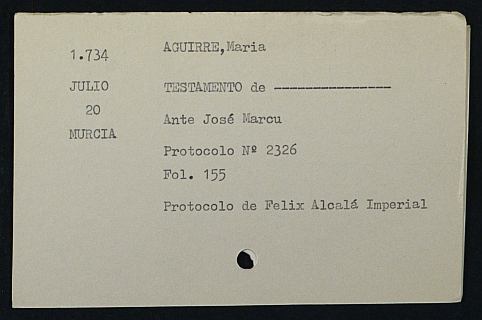 1.734
JULIO
20
MURCIA
AGUIRRE,Maria
TESTAMENTO de ---------------
Ante José Marcu
Protocolo Nº 2326
Fol. 155
Protocolo de Felix Alcalá Imperial